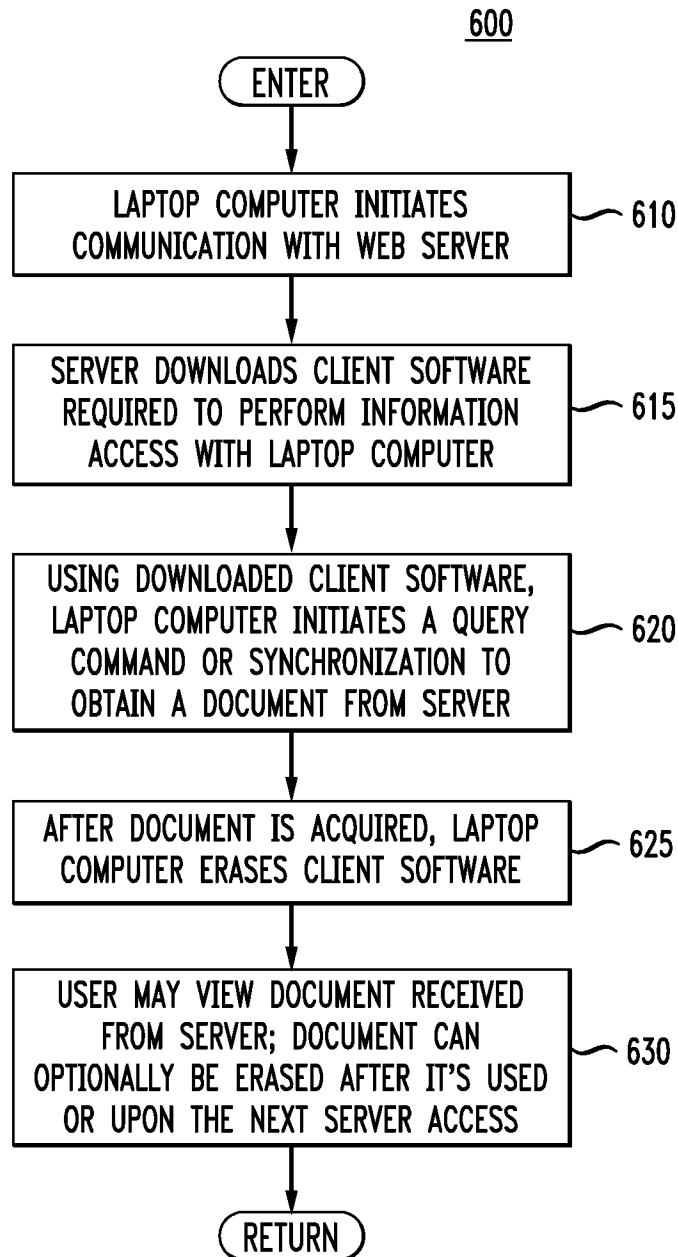 600
ENTER
LAPTOP COMPUTER INITIATES
COMMUNICATION WITH WEB SERVER
610
SERVER DOWNLOADS CLIENT SOFTWARE
REQUIRED TO PERFORM INFORMATION
ACCESS WITH LAPTOP COMPUTER
615
USING DOWNLOADED CLIENT SOFTWARE,
LAPTOP COMPUTER INITIATES A QUERY
COMMAND OR SYNCHRONIZATION TO
OBTAIN A DOCUMENT FROM SERVER
620
AFTER DOCUMENT IS ACQUIRED, LAPTOP
COMPUTER ERASES CLIENT SOFTWARE
625
USER MAY VIEW DOCUMENT RECEIVED
FROM SERVER; DOCUMENT CAN
OPTIONALLY BE ERASED AFTER IT'S USED
OR UPON THE NEXT SERVER ACCESS
630
RETURN